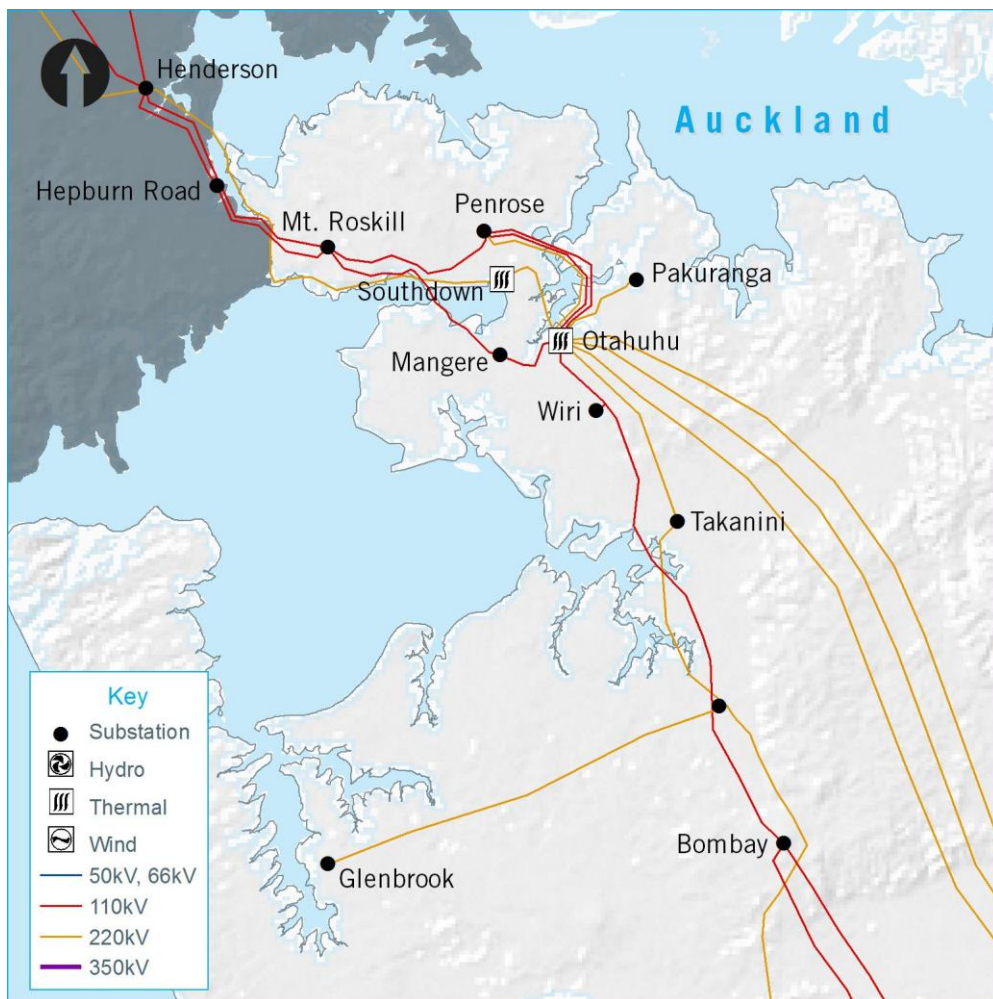 Henderson
Auckland
Hepburn Road
Mt. Roskill
Penrose
Pakuranga
Southdown
Otahuhu
Mangere
Wiri
Takanini
Bombay
Glenbrook
Key
Substation
Hydro
Thermal
Wind
50kV, 66kV
110kV
220kV
350kV